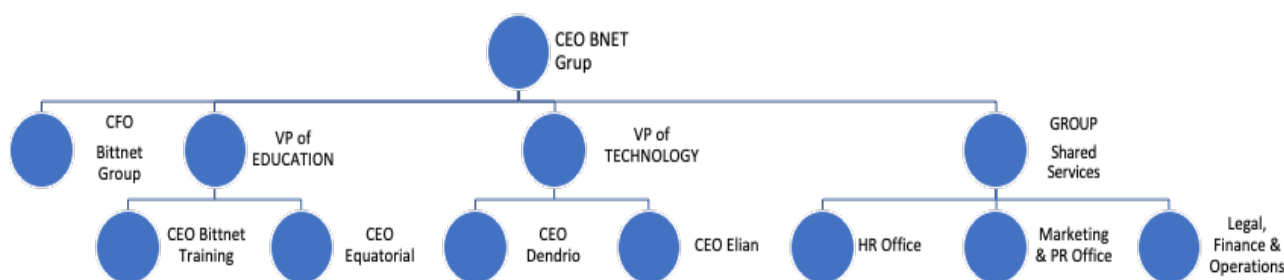 CEO BNET
Grup
CFO
Bittnet
Group
VP of
EDUCATION
VP of
TECHNOLOGY
GROUP
Shared
Services
CEO Bittnet
Training
CEO
Equatorial
CEO
Dendrio
CEO Elian
HR Office
Marketing
& PR Office
Legal,
Finance &
Operations